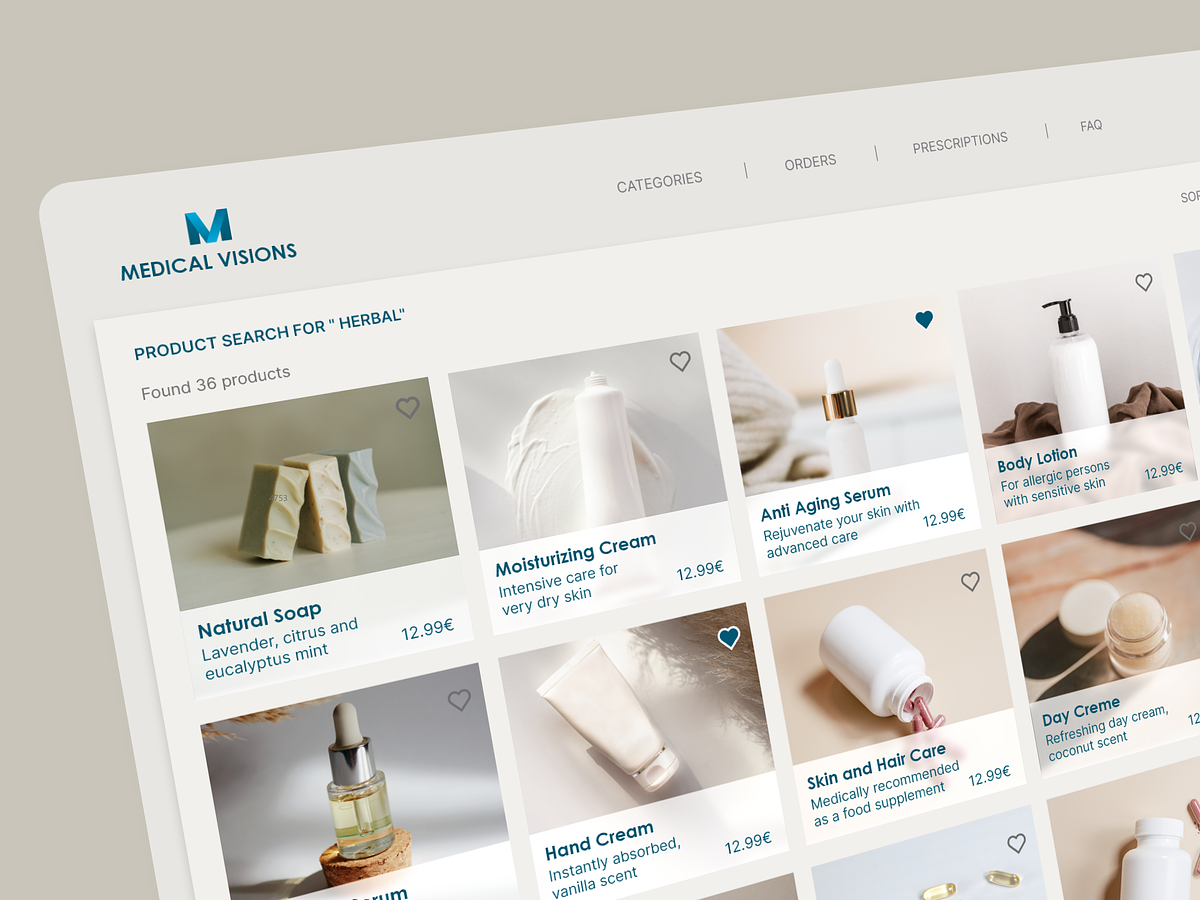 CATEGORIES | ORDERS | PRESCRIPTIONS | FAQ
M
MEDICAL VISIONS
PRODUCT SEARCH FOR " HERBAL"
Found 36 products
Natural Soap
Lavender, citrus and
eucalyptus mint
12.99€
Moisturizing Cream
Intensive care for
very dry skin
12.99€
Anti Aging Serum
Rejuvenate your skin with
advanced care
12.99€
Body Lotion
For allergic persons
with sensitive skin
12.99€
Hand Cream
Instantly absorbed,
vanilla scent
12.99€
Skin and Hair Care
Medically recommended
as a food supplement
12.99€
Day Creme
Refreshing day cream,
coconut scent